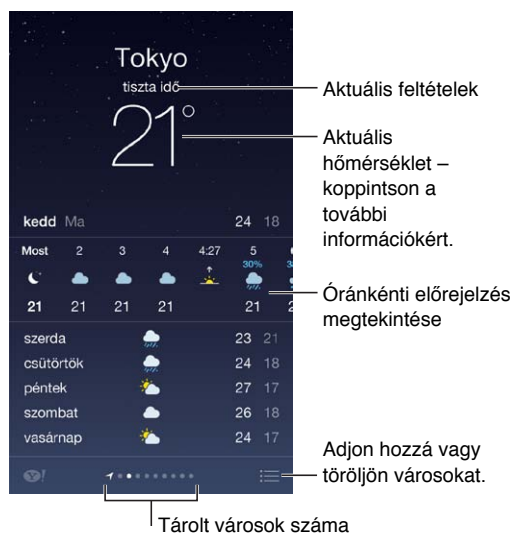 Tokyo
tiszta idő
21°
kedd Ma 24 18
Most 2 3 4 4:27 5
30% 3
21 21 21 21 21 2
szerda 23 21
csütörtök 24 18
péntek 27 17
szombat 26 18
vasárnap 24 17
Y!
Aktuális feltételek
Aktuális
hőmérséklet –
koppintson a
további
információkért.
Óránkénti előrejelzés
megtekintése
Adjon hozzá vagy
töröljön városokat.
Tárolt városok száma